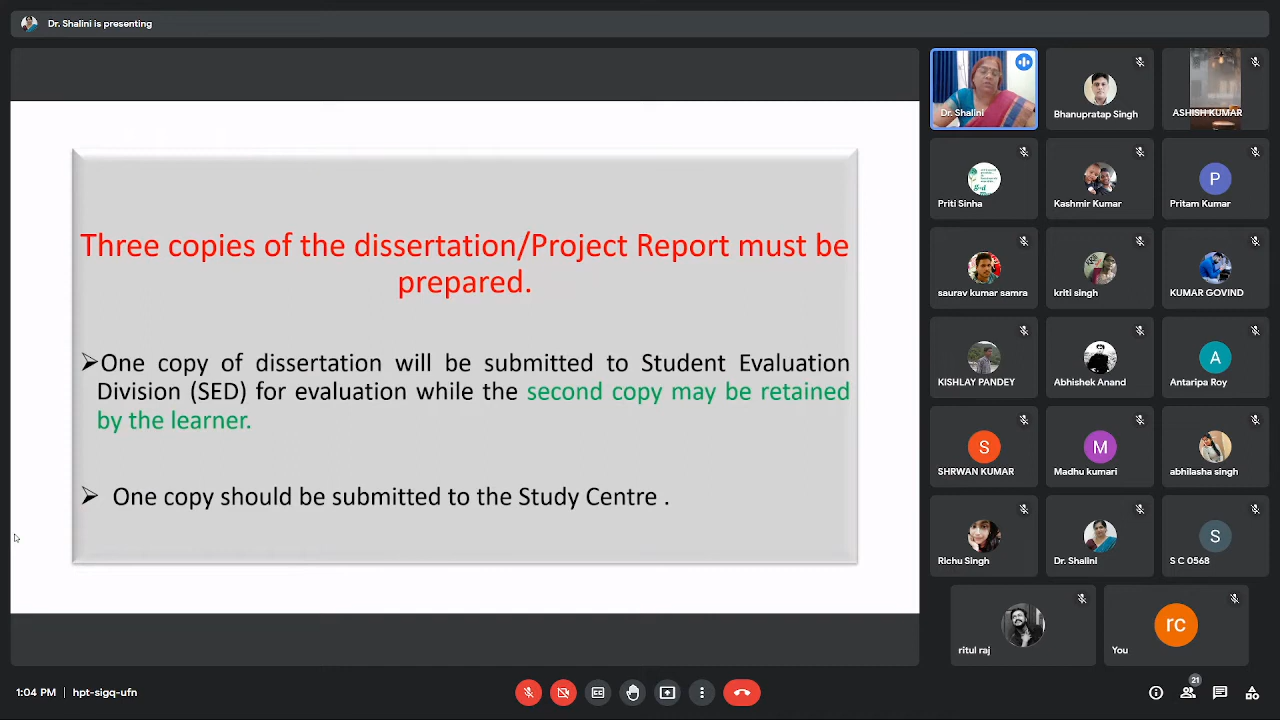 Dr. Shalini is presenting
Three copies of the dissertation/Project Report must be
prepared.
➢One copy of dissertation will be submitted to Student Evaluation
Division (SED) for evaluation while the second copy may be retained
by the learner.
➢ One copy should be submitted to the Study Centre .
Dr. Shalini
Bhanupratap Singh
ASHISH KUMAR
Priti Sinha
Kashmir Kumar
P
Pritam Kumar
saurav kumar samra
kriti singh
KUMAR GOVIND
KISHLAY PANDEY
Abhishek Anand
A
Antaripa Roy
S
SHRWAN KUMAR
M
Madhu kumari
abhilasha singh
Richu Singh
Dr. Shalini
S
S C 0568
ritul raj
rc
You
1:04 PM | hpt-sigq-ufn
21